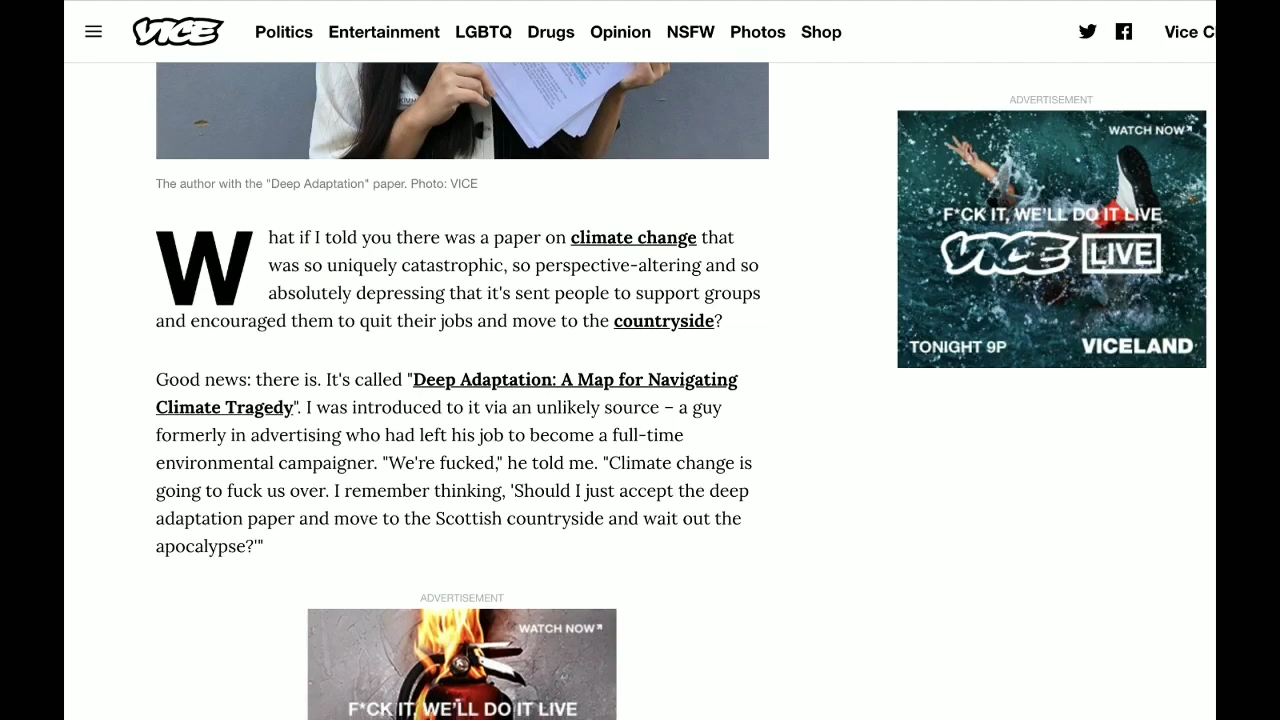 VICE
Politics Entertainment LGBTQ Drugs Opinion NSFW Photos Shop
Vice C
ADVERTISEMENT
WATCH NOW
F*CK IT, WE'LL DO IT LIVE
VICE LIVE
TONIGHT 9P VICELAND
The author with the "Deep Adaptation" paper. Photo: VICE
What if I told you there was a paper on climate change that
was so uniquely catastrophic, so perspective-altering and so
absolutely depressing that it's sent people to support groups
and encouraged them to quit their jobs and move to the countryside?
Good news: there is. It's called "Deep Adaptation: A Map for Navigating
Climate Tragedy". I was introduced to it via an unlikely source – a guy
formerly in advertising who had left his job to become a full-time
environmental campaigner. "We're fucked," he told me. "Climate change is
going to fuck us over. I remember thinking, 'Should I just accept the deep
adaptation paper and move to the Scottish countryside and wait out the
apocalypse?'"
ADVERTISEMENT
WATCH NOW
F*CK IT, WE'LL DO IT LIVE